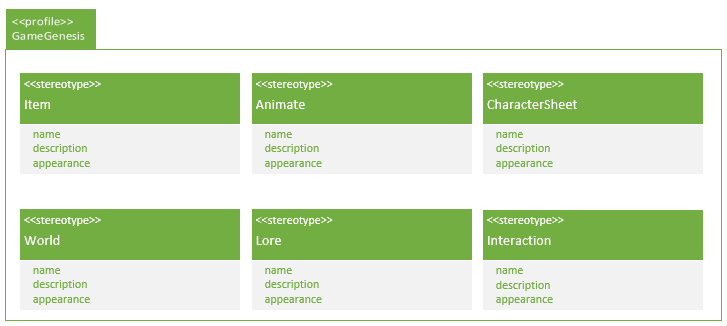 <<profile>>
GameGenesis
<<stereotype>>
Item
name
description
appearance
<<stereotype>>
Animate
name
description
appearance
<<stereotype>>
CharacterSheet
name
description
appearance
<<stereotype>>
World
name
description
appearance
<<stereotype>>
Lore
name
description
appearance
<<stereotype>>
Interaction
name
description
appearance